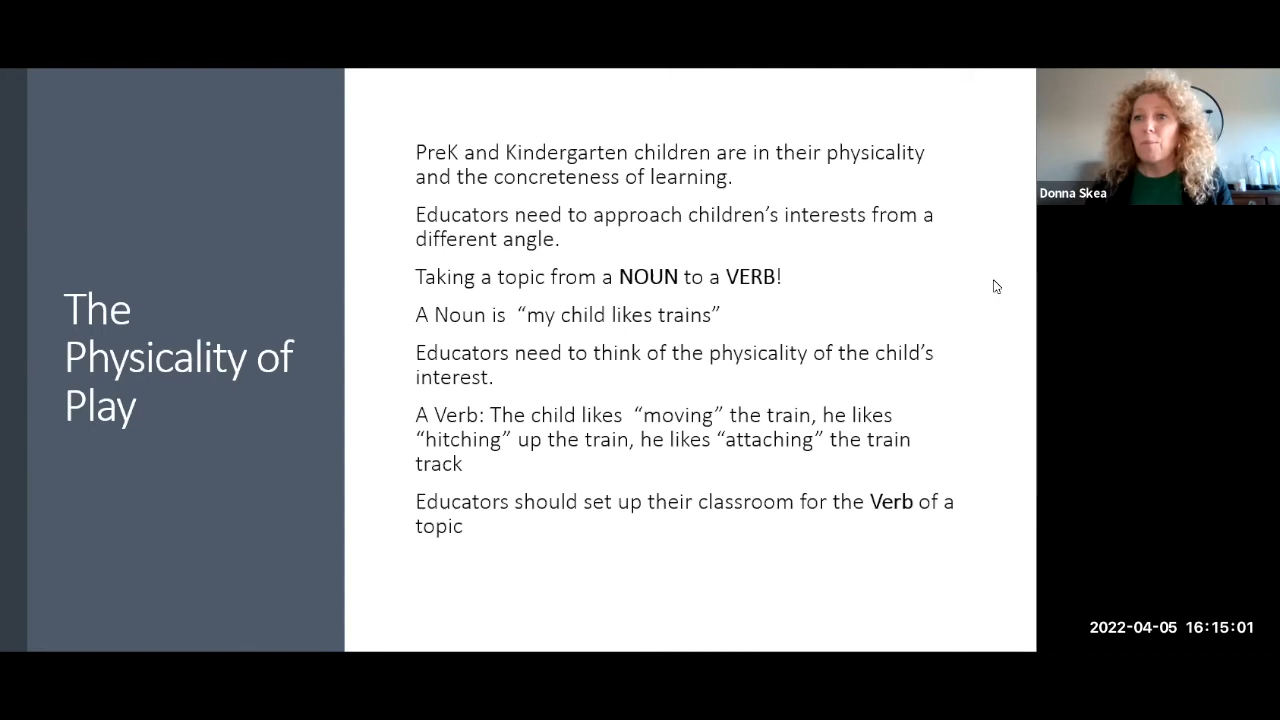 The
Physicality of
Play
PreK and Kindergarten children are in their physicality
and the concreteness of learning.
Educators need to approach children’s interests from a
different angle.
Taking a topic from a NOUN to a VERB!
A Noun is  “my child likes trains”
Educators need to think of the physicality of the child’s
interest.
A Verb: The child likes  “moving” the train, he likes
“hitching” up the train, he likes “attaching” the train
track
Educators should set up their classroom for the Verb of a
topic
Donna Skea
2022-04-05 16:15:01